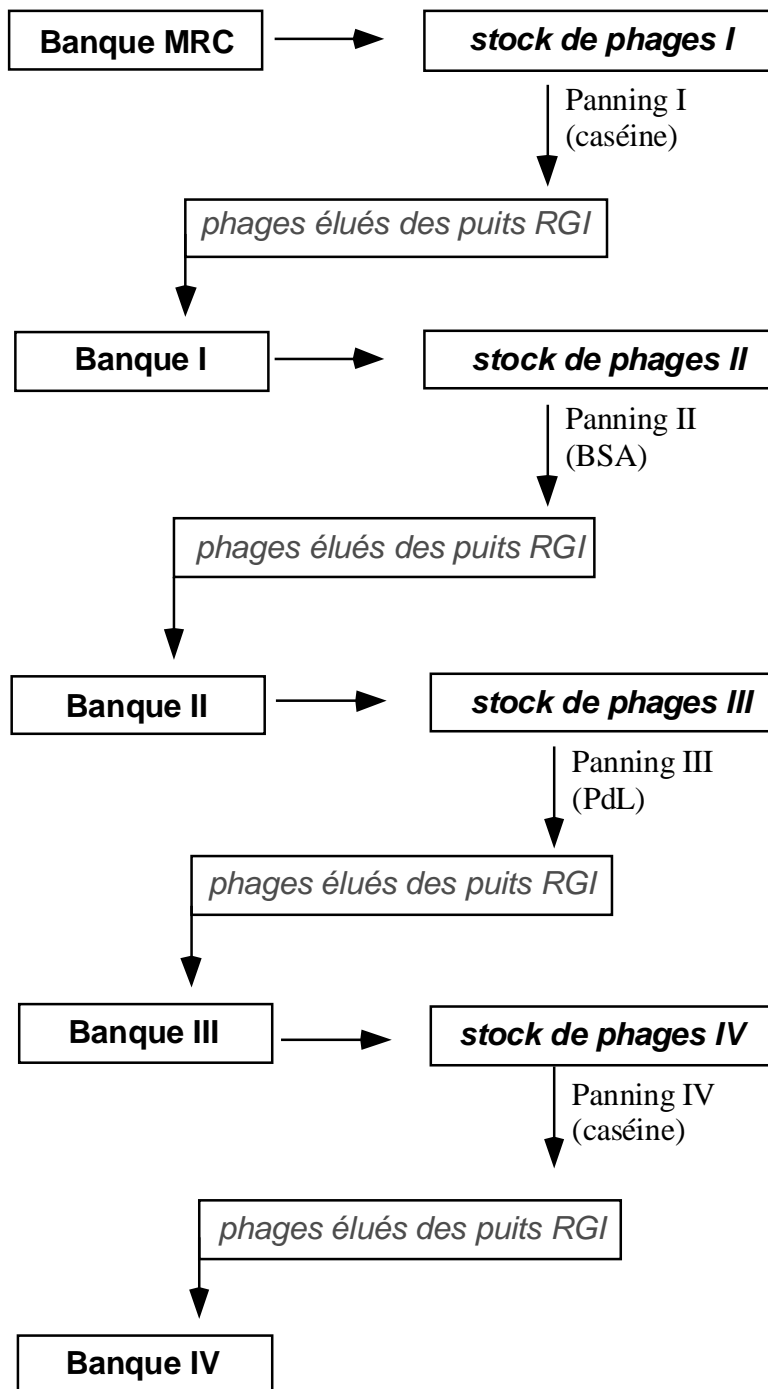 Banque MRC
stock de phages I
Panning I
(caséine)
phages élués des puits RGI
Banque I
stock de phages II
Panning II
(BSA)
phages élués des puits RGI
Banque II
stock de phages III
Panning III
(PdL)
phages élués des puits RGI
Banque III
stock de phages IV
Panning IV
(caséine)
phages élués des puits RGI
Banque IV